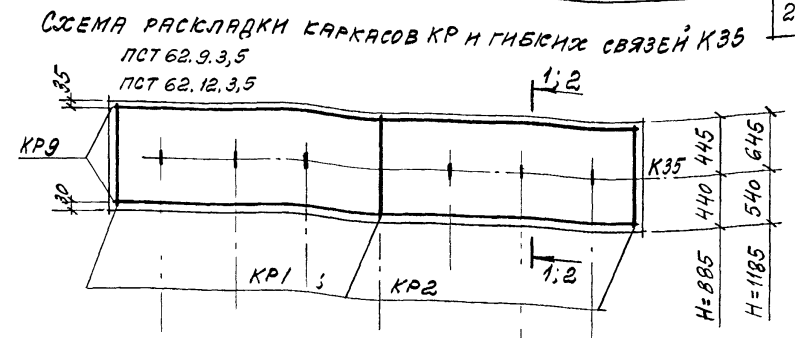 СХЕМА РАСКЛАДКИ КАРКАСОВ КР И ГИБКИХ СВЯЗЕЙ К35
2
ПСТ 62.9.3,5
ПСТ 62.12.3,5
1; 2
35
КР9
К35
445
645
30
440
540
КР1 ;
КР2
1; 2
H=885
H=1185